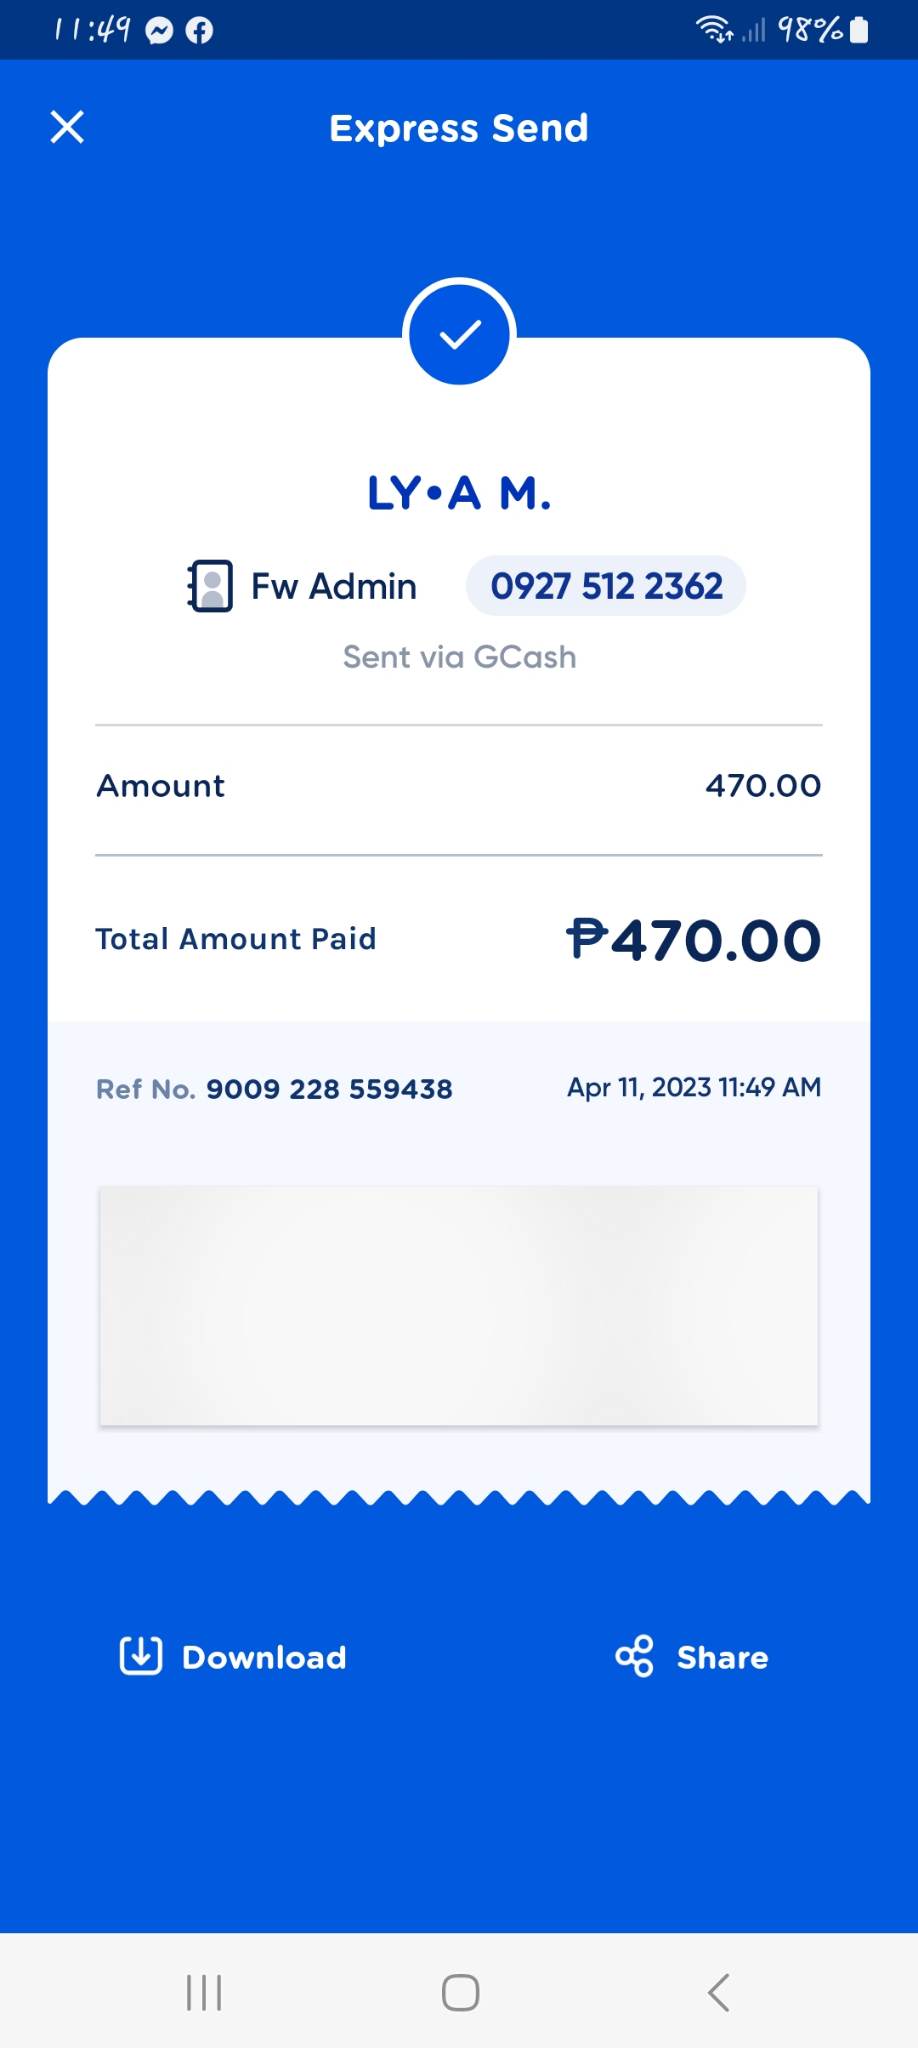 11:49 98%
Express Send
LY•A M.
Fw Admin 0927 512 2362
Sent via GCash
Amount 470.00
Total Amount Paid ₱470.00
Ref No. 9009 228 559438 Apr 11, 2023 11:49 AM
Download Share